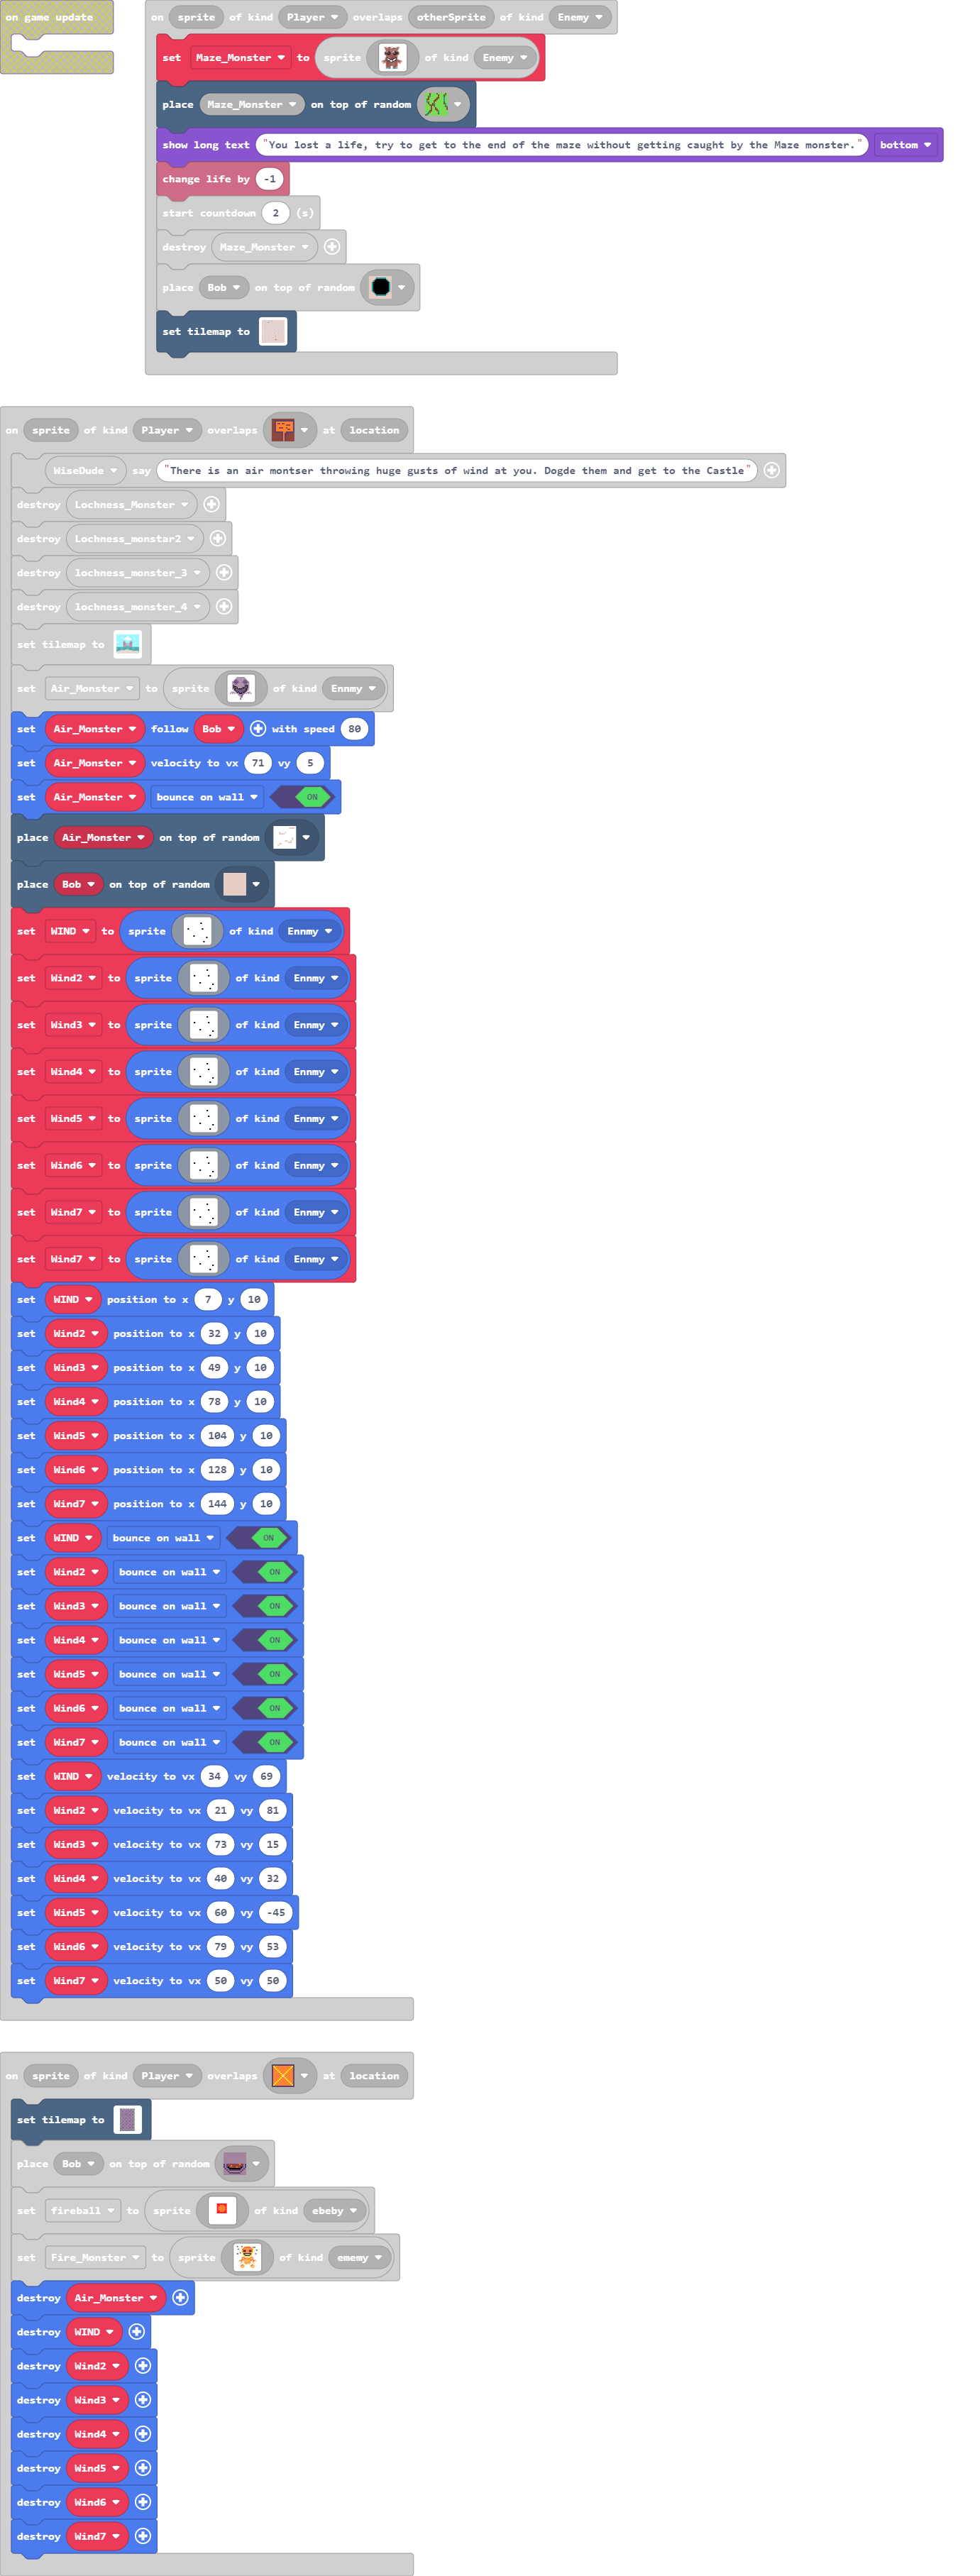 on game update
on sprite of kind Player overlaps otherSprite of kind Enemy
set Maze_Monster to sprite of kind Enemy
place Maze_Monster on top of random
show long text "You lost a life, try to get to the end of the maze without getting caught by the Maze monster." bottom
change life by -1
start countdown 2 (s)
destroy Maze_Monster
place Bob on top of random
set tilemap to
on sprite of kind Player overlaps at location
WiseDude say "There is an air montser throwing huge gusts of wind at you. Dogde them and get to the Castle"
destroy Lochness_Monster
destroy Lochness_monstar2
destroy lochness_monster_3
destroy lochness_monster_4
set tilemap to
set Air_Monster to sprite of kind Ennmy
set Air_Monster follow Bob with speed 80
set Air_Monster velocity to vx 71 vy 5
set Air_Monster bounce on wall ON
place Air_Monster on top of random
place Bob on top of random
set WIND to sprite of kind Ennmy
set Wind2 to sprite of kind Ennmy
set Wind3 to sprite of kind Ennmy
set Wind4 to sprite of kind Ennmy
set Wind5 to sprite of kind Ennmy
set Wind6 to sprite of kind Ennmy
set Wind7 to sprite of kind Ennmy
set Wind7 to sprite of kind Ennmy
set WIND position to x 7 y 10
set Wind2 position to x 32 y 10
set Wind3 position to x 49 y 10
set Wind4 position to x 78 y 10
set Wind5 position to x 104 y 10
set Wind6 position to x 128 y 10
set Wind7 position to x 144 y 10
set WIND bounce on wall ON
set Wind2 bounce on wall ON
set Wind3 bounce on wall ON
set Wind4 bounce on wall ON
set Wind5 bounce on wall ON
set Wind6 bounce on wall ON
set Wind7 bounce on wall ON
set WIND velocity to vx 34 vy 69
set Wind2 velocity to vx 21 vy 81
set Wind3 velocity to vx 73 vy 15
set Wind4 velocity to vx 40 vy 32
set Wind5 velocity to vx 60 vy -45
set Wind6 velocity to vx 79 vy 53
set Wind7 velocity to vx 50 vy 50
on sprite of kind Player overlaps at location
set tilemap to
place Bob on top of random
set fireball to sprite of kind ebeby
set Fire_Monster to sprite of kind ememy
destroy Air_Monster
destroy WIND
destroy Wind2
destroy Wind3
destroy Wind4
destroy Wind5
destroy Wind6
destroy Wind7